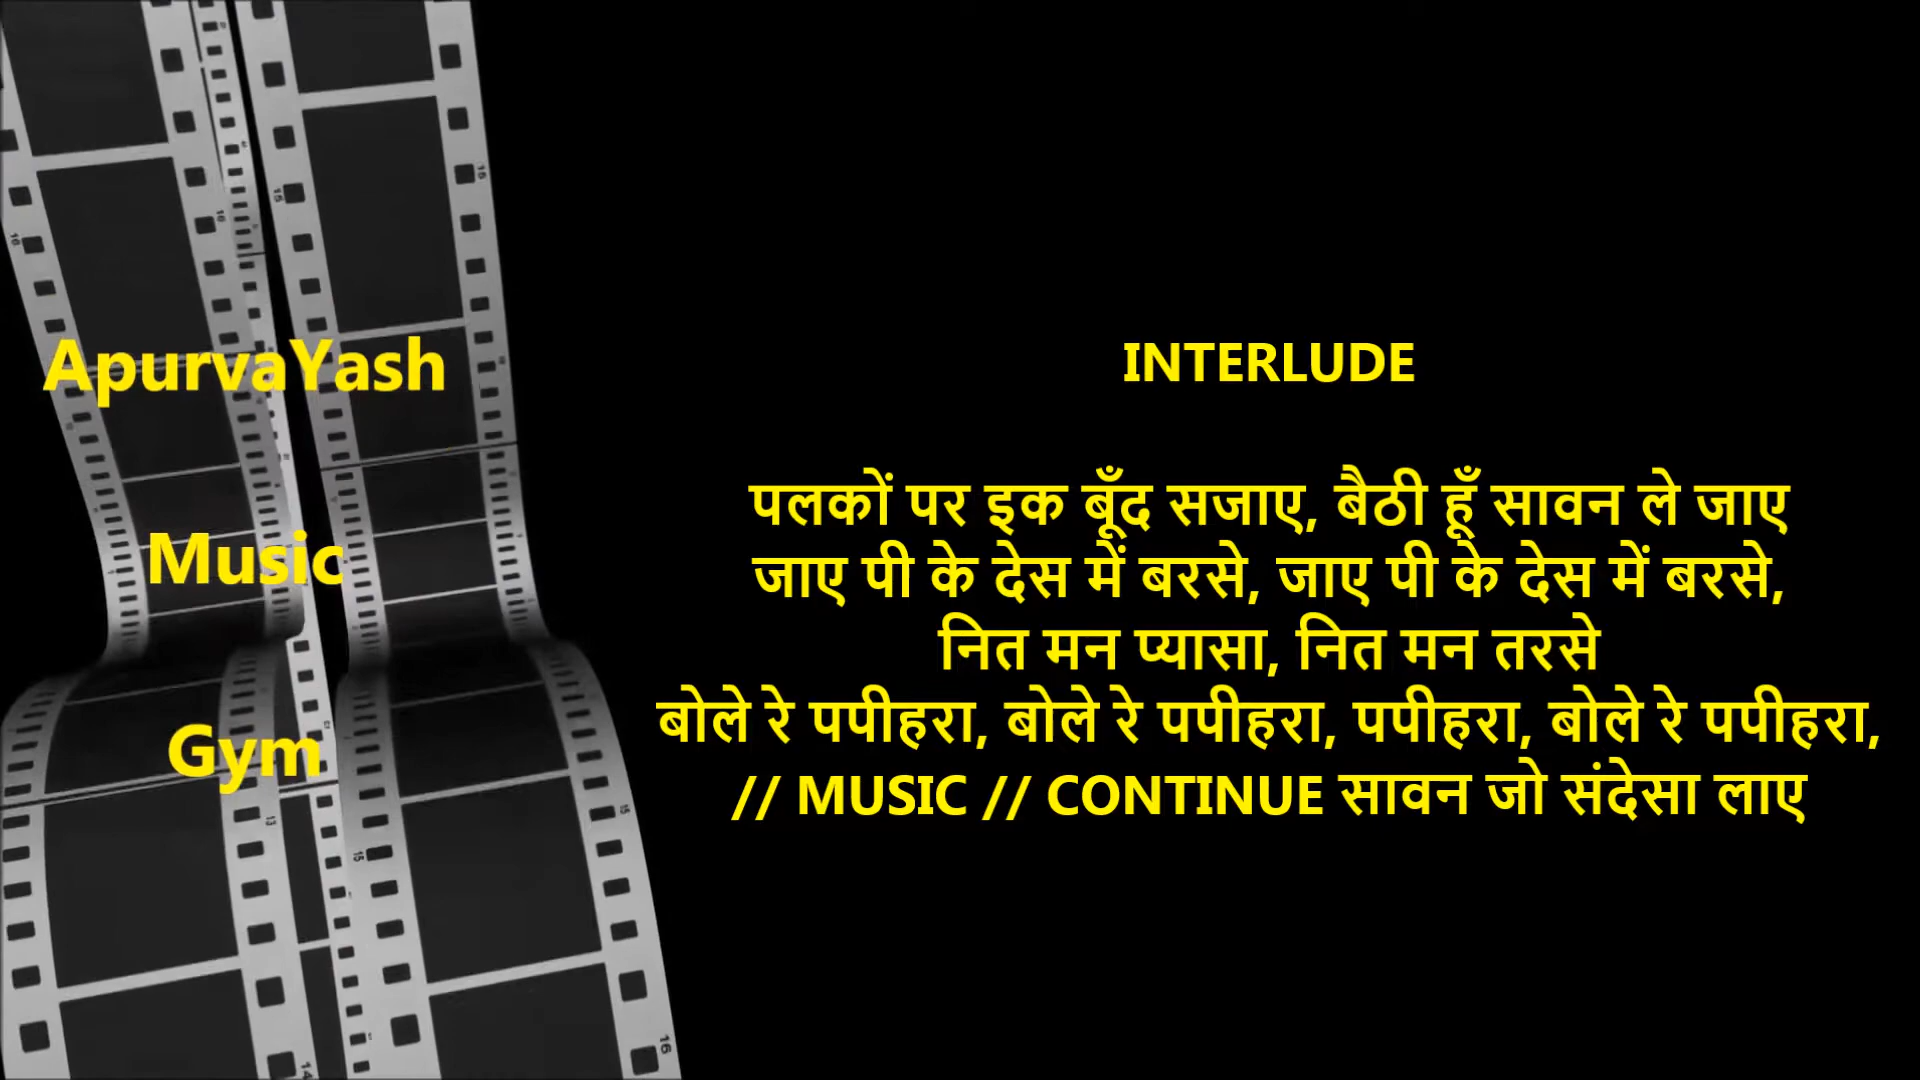 ApurvaYash
Music
Gym
INTERLUDE
पलकों पर इक बूँद सजाए, बैठी हूँ सावन ले जाए
जाए पी के देस में बरसे, जाए पी के देस में बरसे,
नित मन प्यासा, नित मन तरसे
बोले रे पपीहरा, बोले रे पपीहरा, पपीहरा, बोले रे पपीहरा,
// MUSIC // CONTINUE सावन जो संदेसा लाए